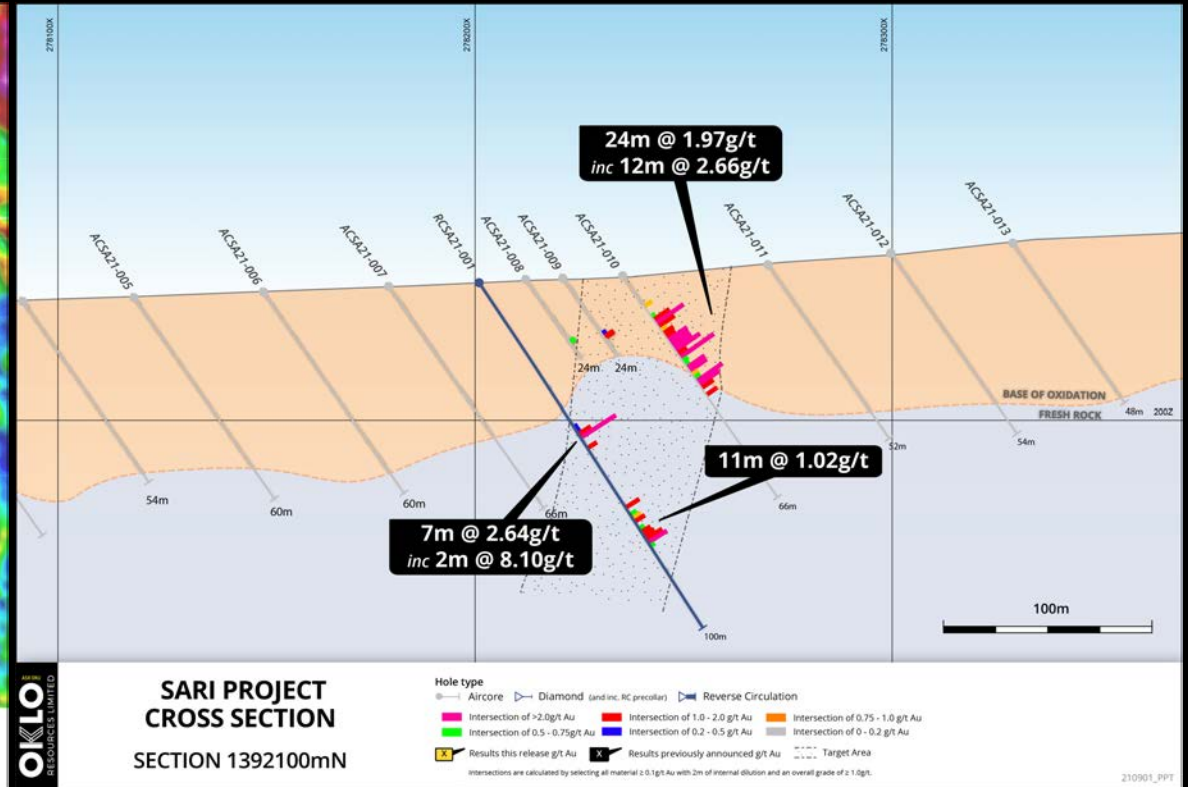 278100X
278200X
278300X
24m @ 1.97g/t
inc 12m @ 2.66g/t
ACSA21-005
ACSA21-006
ACSA21-007
RCSA21-001
ACSA21-008
ACSA21-009
ACSA21-010
ACSA21-011
ACSA21-012
ACSA21-013
24m
24m
BASE OF OXIDATION
FRESH ROCK
48m
200Z
52m
54m
11m @ 1.02g/t
54m
60m
60m
66m
66m
7m @ 2.64g/t
inc 2m @ 8.10g/t
100m
100m
OKLO
RESOURCES LIMITED
SARI PROJECT
CROSS SECTION
SECTION 1392100mN
Hole type
Aircore Diamond (and inc. RC precollar) Reverse Circulation
Intersection of >2.0g/t Au Intersection of 1.0 - 2.0 g/t Au Intersection of 0.75 - 1.0 g/t Au
Intersection of 0.5 - 0.75g/t Au Intersection of 0.2 - 0.5g/t Au Intersection of 0 - 0.2 g/t Au
X Results this release g/t Au X Results previously announced g/t Au Target Area
Intersections are calculated by selecting all material ≥ 0.1g/t Au with 2m of internal dilution and an overall grade of ≥ 1.0g/t.
210901_PPT